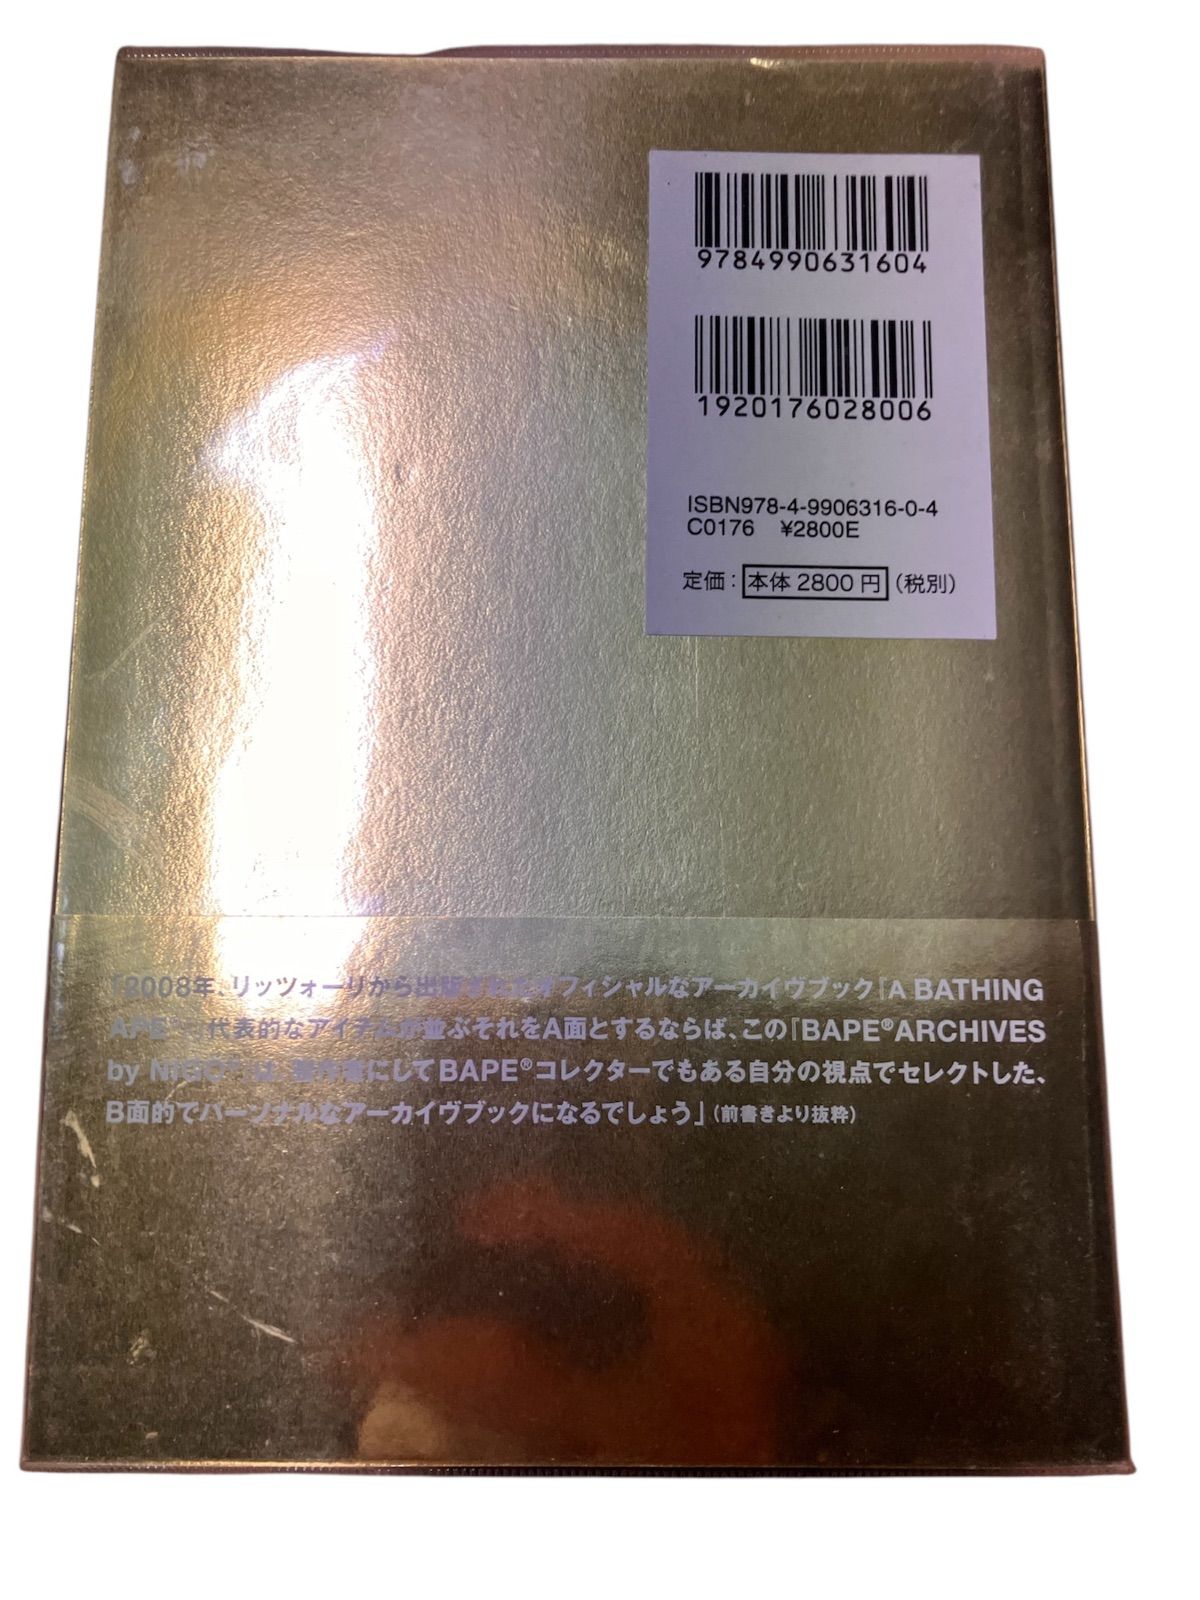 9784990631604
1920176028006
ISBN978-4-9906316-0-4
C0176 ¥2800E
定価：本体 2800 円（税別）
「2008年、リッツォーリから出版されたオフィシャルなアーカイヴブック『A BATHING
APE®』。代表的なアイテムが並ぶそれをA面とするならば、この『BAPE® ARCHIVES
by NIGO®』は、著作者にしてBAPE®コレクターでもある自分の視点でセレクトした、
B面的でパーソナルなアーカイヴブックになるでしょう」（前書きより抜粋）